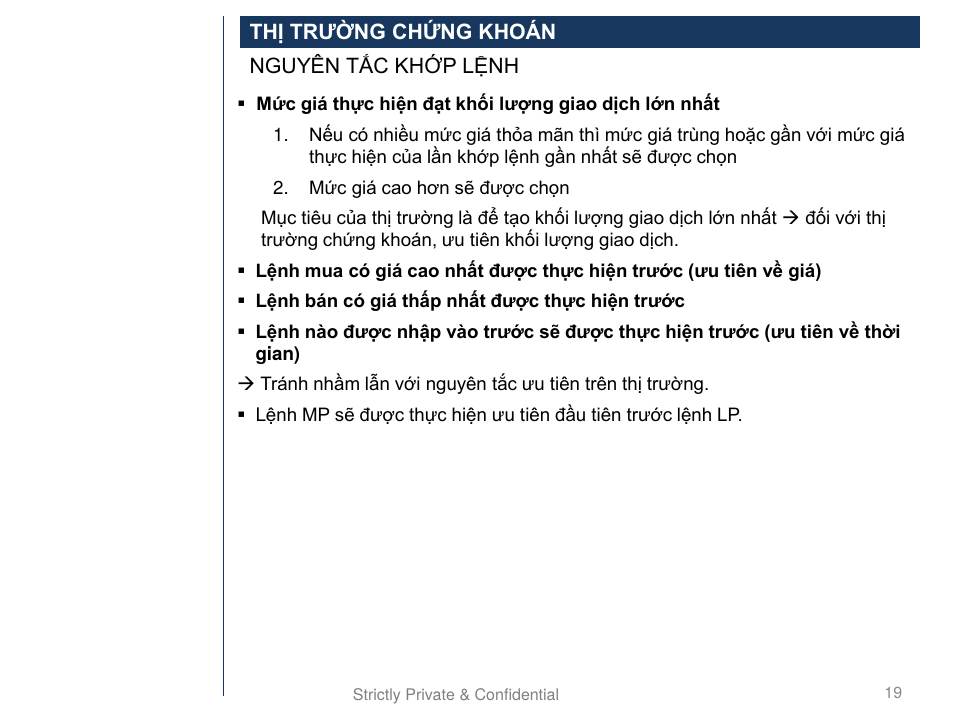 THỊ TRƯỜNG CHỨNG KHOÁN
NGUYÊN TẮC KHỚP LỆNH
▪ Mức giá thực hiện đạt khối lượng giao dịch lớn nhất
1. Nếu có nhiều mức giá thỏa mãn thì mức giá trùng hoặc gần với mức giá
thực hiện của lần khớp lệnh gần nhất sẽ được chọn
2. Mức giá cao hơn sẽ được chọn
Mục tiêu của thị trường là để tạo khối lượng giao dịch lớn nhất → đối với thị
trường chứng khoán, ưu tiên khối lượng giao dịch.
▪ Lệnh mua có giá cao nhất được thực hiện trước (ưu tiên về giá)
▪ Lệnh bán có giá thấp nhất được thực hiện trước
▪ Lệnh nào được nhập vào trước sẽ được thực hiện trước (ưu tiên về thời
gian)
→ Tránh nhầm lẫn với nguyên tắc ưu tiên trên thị trường.
▪ Lệnh MP sẽ được thực hiện ưu tiên đầu tiên trước lệnh LP.
Strictly Private & Confidential
19